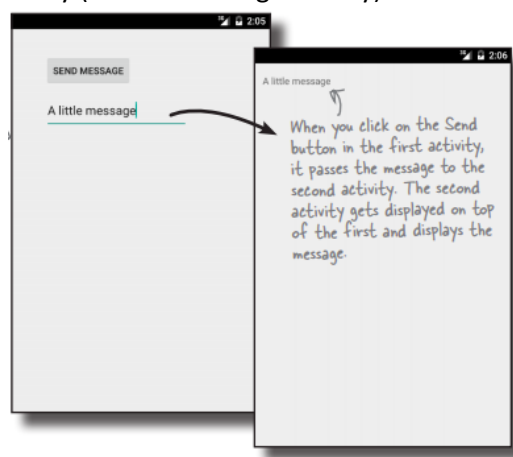 2:05
SEND MESSAGE
A little message
2:06
A little message
When you click on the Send
button in the first activity,
it passes the message to the
second activity. The second
activity gets displayed on top
of the first and displays the
message.